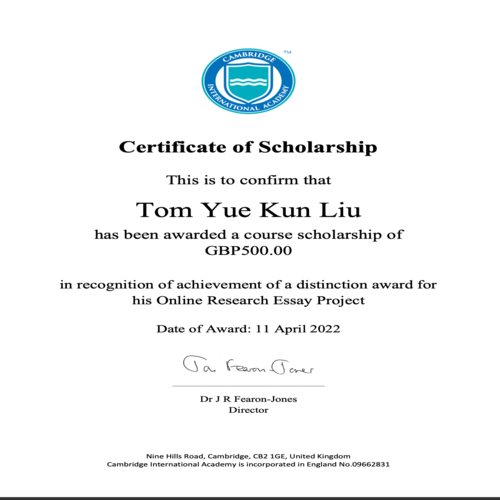 CAMBRIDGE
INTERNATIONAL ACADEMY
TM
Certificate of Scholarship
This is to confirm that
Tom Yue Kun Liu
has been awarded a course scholarship of
GBP500.00
in recognition of achievement of a distinction award for
his Online Research Essay Project
Date of Award: 11 April 2022
Fearon-Jones
Dr J R Fearon-Jones
Director
Nine Hills Road, Cambridge, CB2 1GE, United Kingdom
Cambridge International Academy is incorporated in England No.09662831